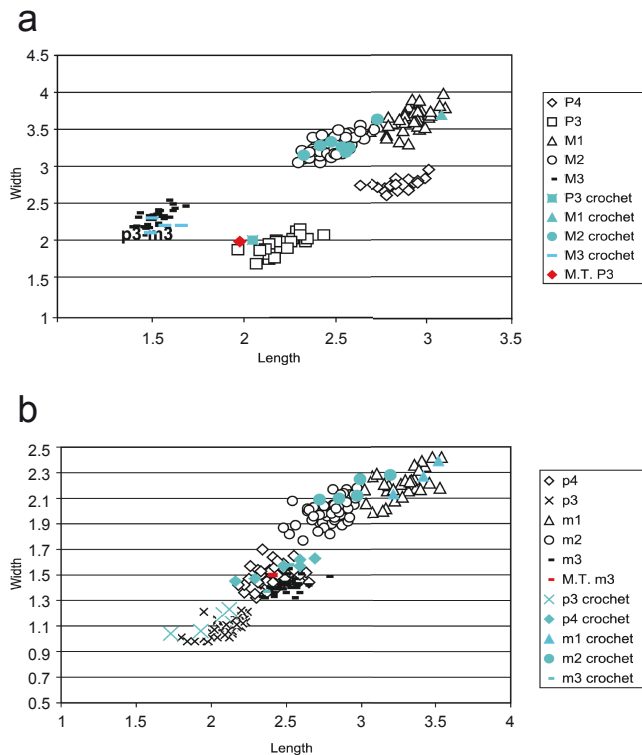 a
4.5
4
3.5
3
2.5
2
1.5
1
Width
p3-m3
1.5
2
2.5
3
3.5
Length
P4
P3
M1
M2
M3
P3 crochet
M1 crochet
M2 crochet
M3 crochet
M.T. P3
b
2.5
2.3
2.1
1.9
1.7
1.5
1.3
1.1
0.9
0.7
0.5
Width
1
1.5
2
2.5
3
3.5
4
Length
p4
p3
m1
m2
m3
M.T. m3
p3 crochet
p4 crochet
m1 crochet
m2 crochet
m3 crochet